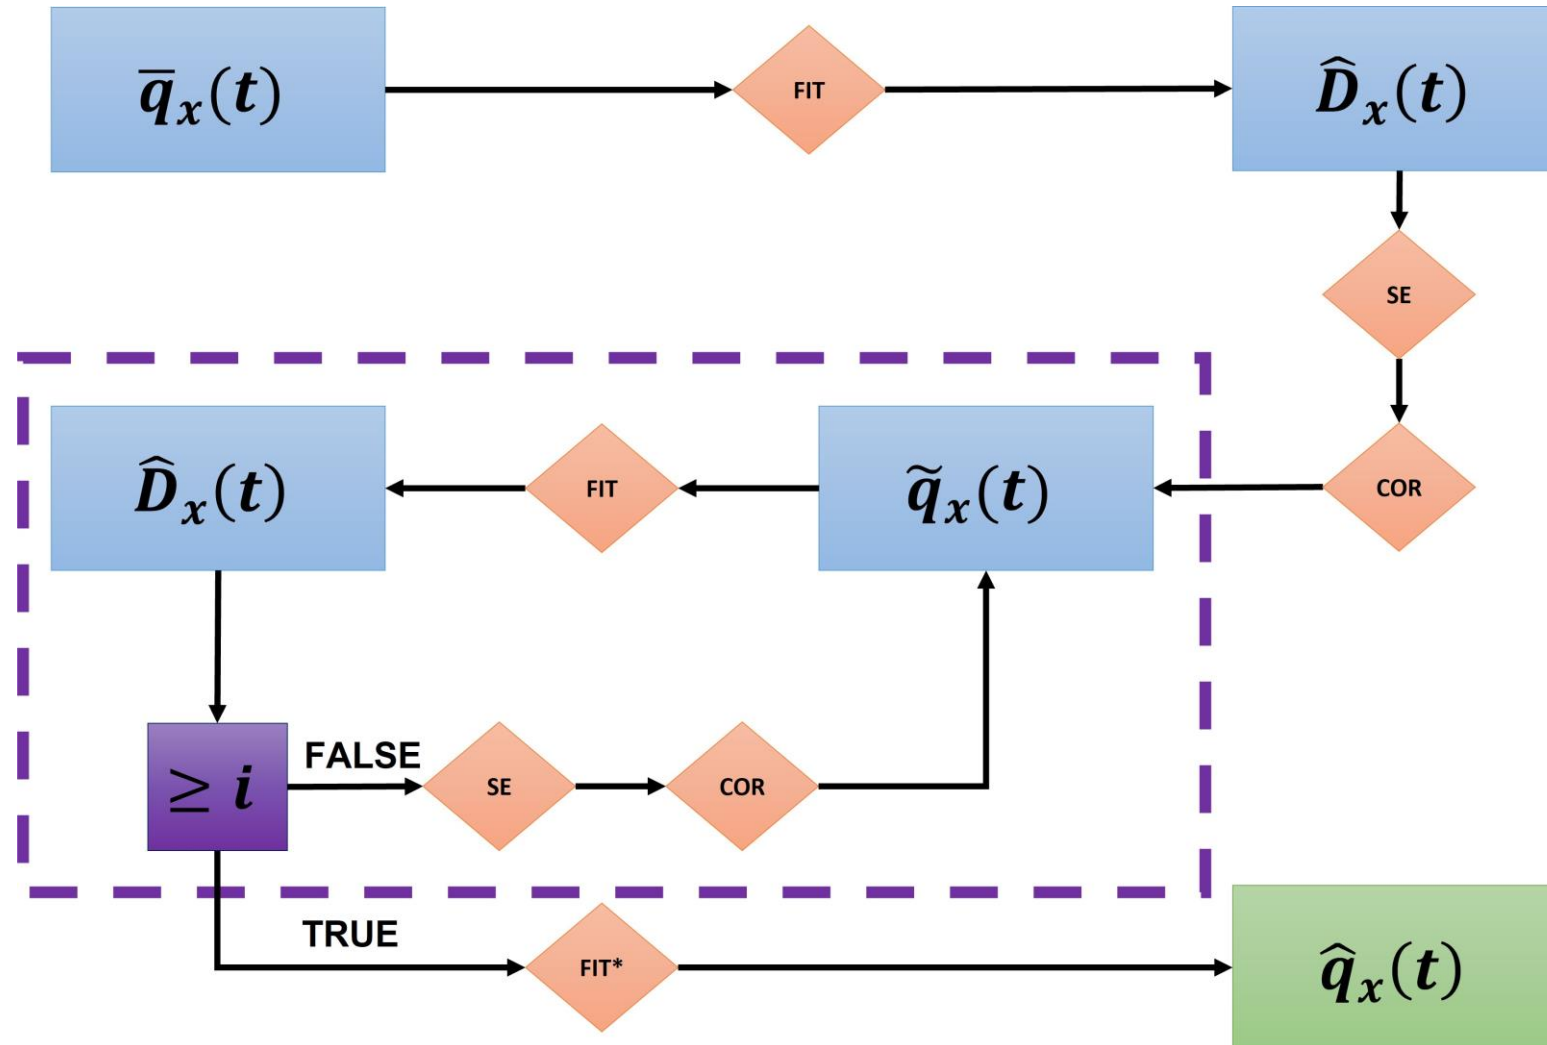 q̅ₓ(t)
FIT
D̂ₓ(t)
SE
COR
q̃ₓ(t)
FIT
D̂ₓ(t)
≥ i
FALSE
SE
COR
TRUE
FIT*
q̂ₓ(t)